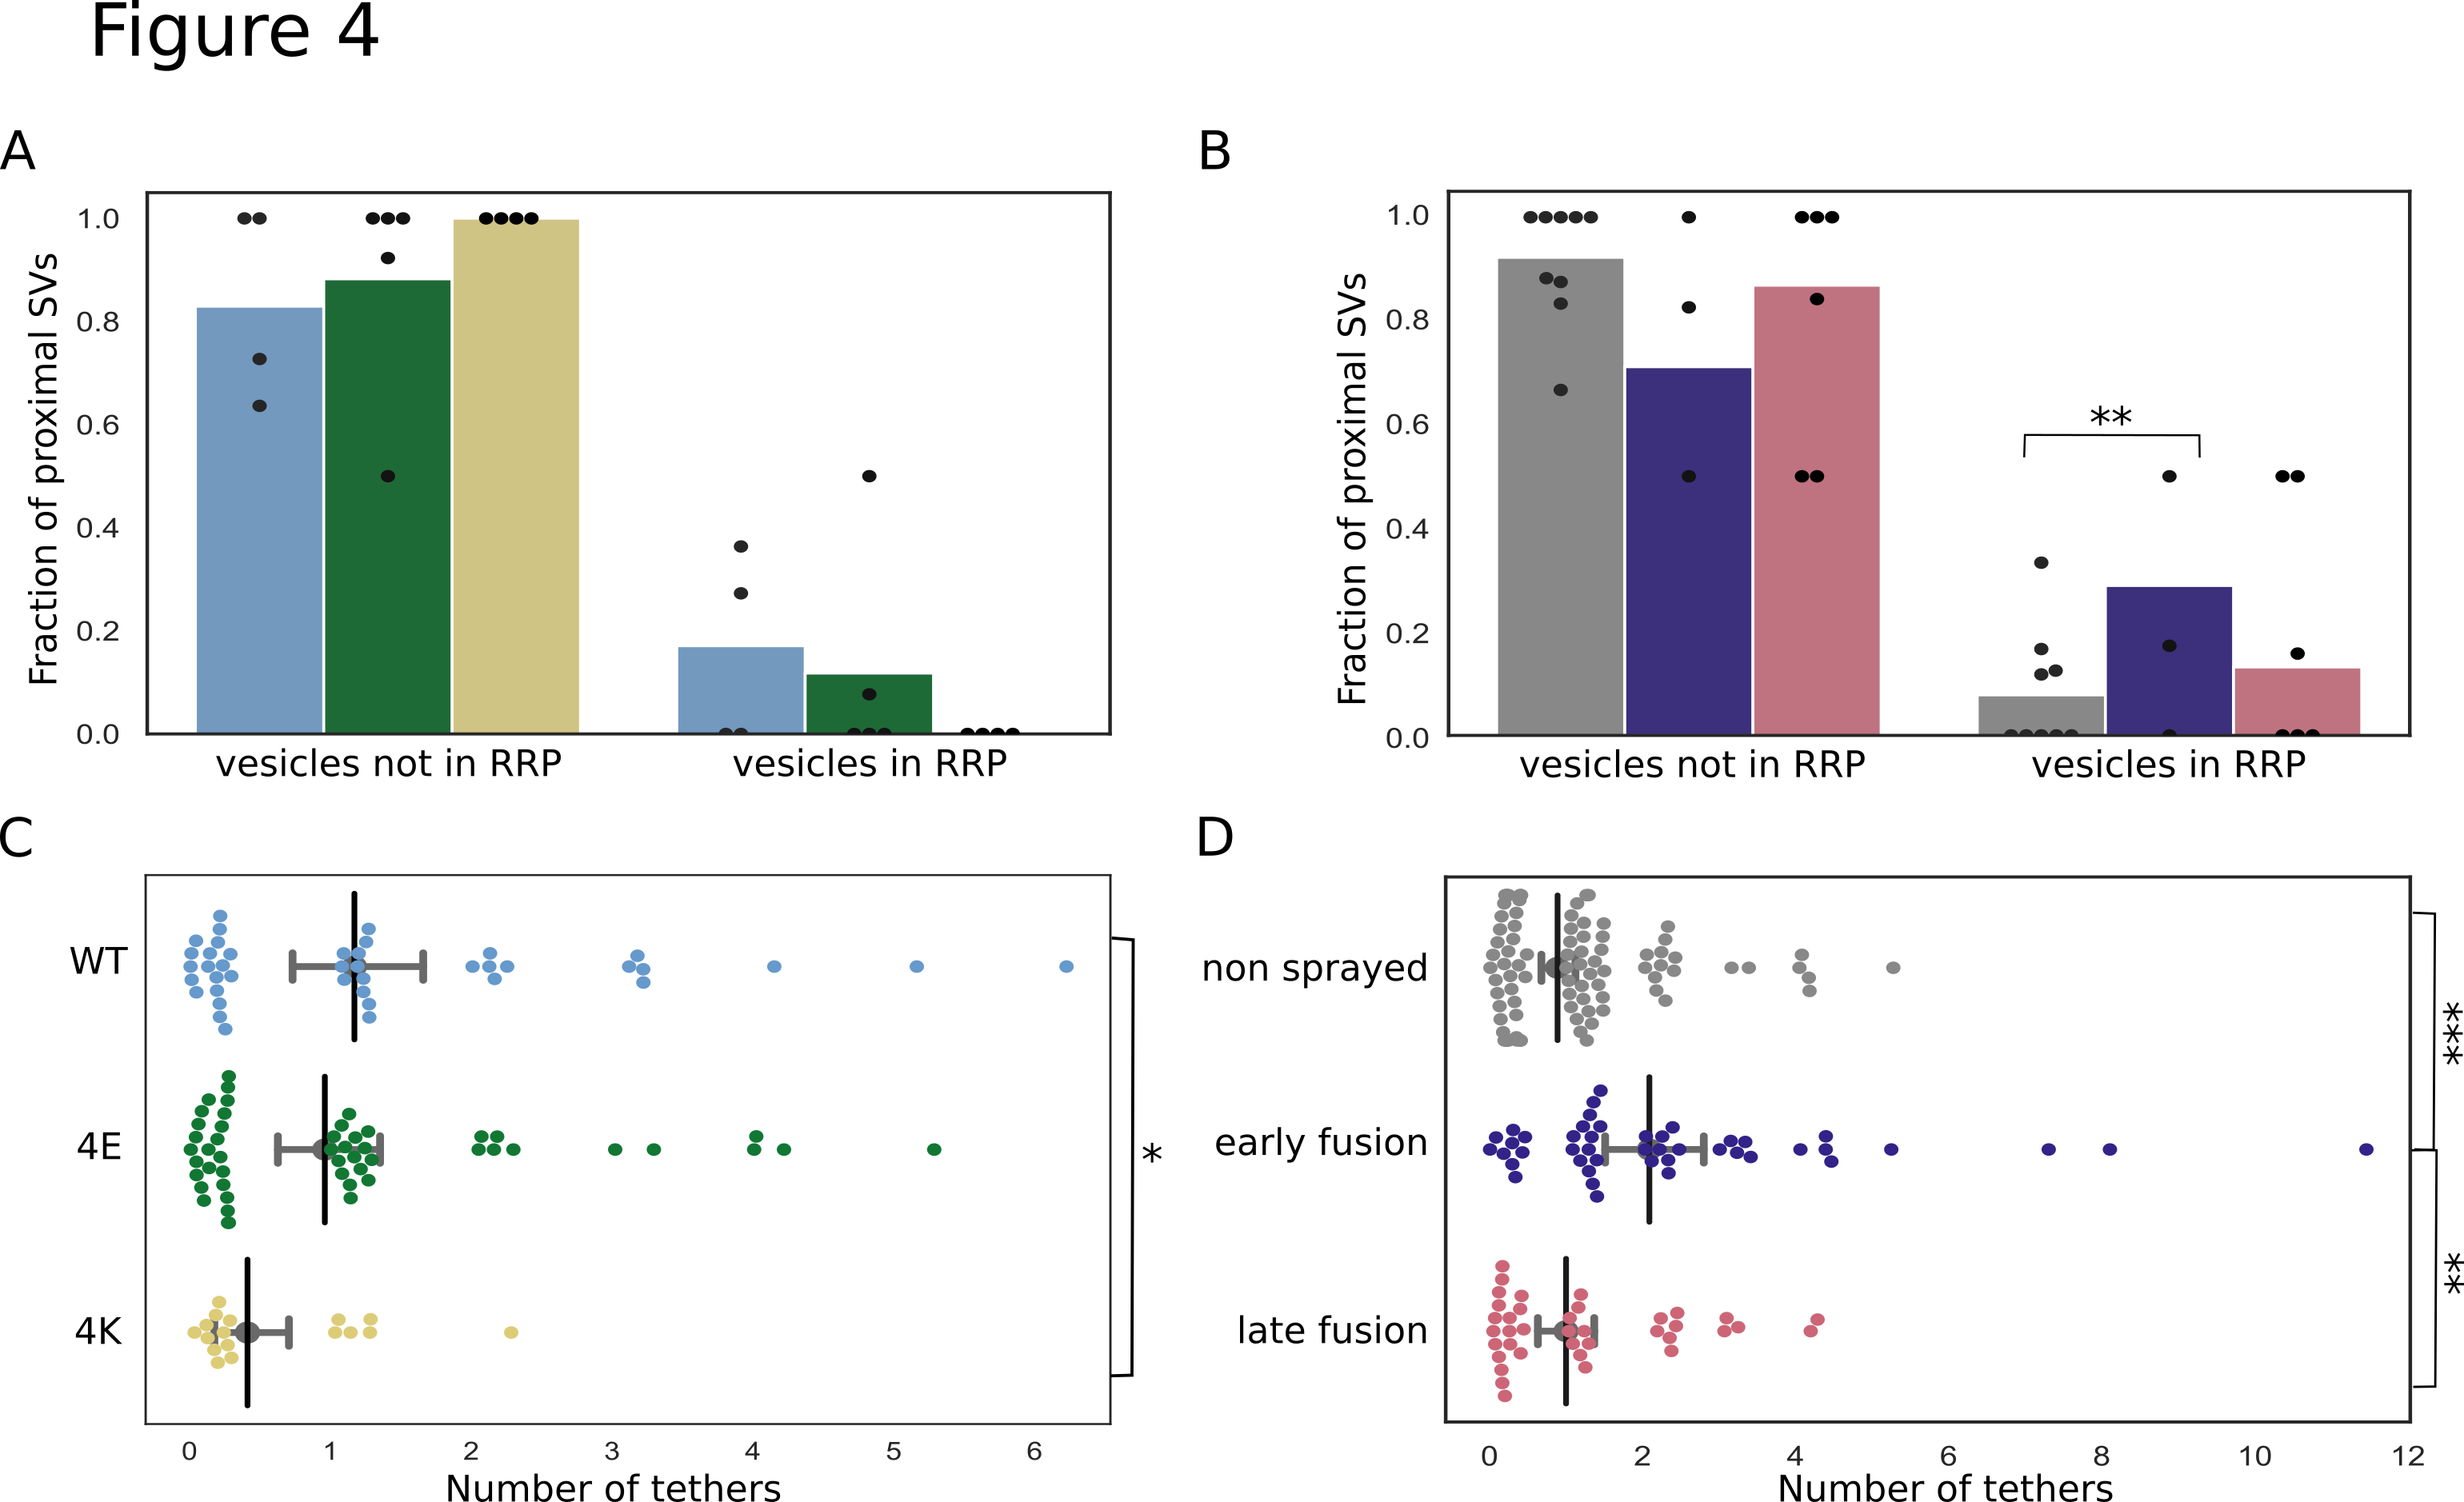 Figure 4
A
B
Fraction of proximal SVs
1.0
0.8
0.6
0.4
0.2
0.0
vesicles not in RRP
vesicles in RRP
Fraction of proximal SVs
1.0
0.8
0.6
0.4
0.2
0.0
**
vesicles not in RRP
vesicles in RRP
C
WT
4E
4K
*
0 1 2 3 4 5 6
Number of tethers
D
non sprayed
early fusion
late fusion
***
**
0 2 4 6 8 10 12
Number of tethers